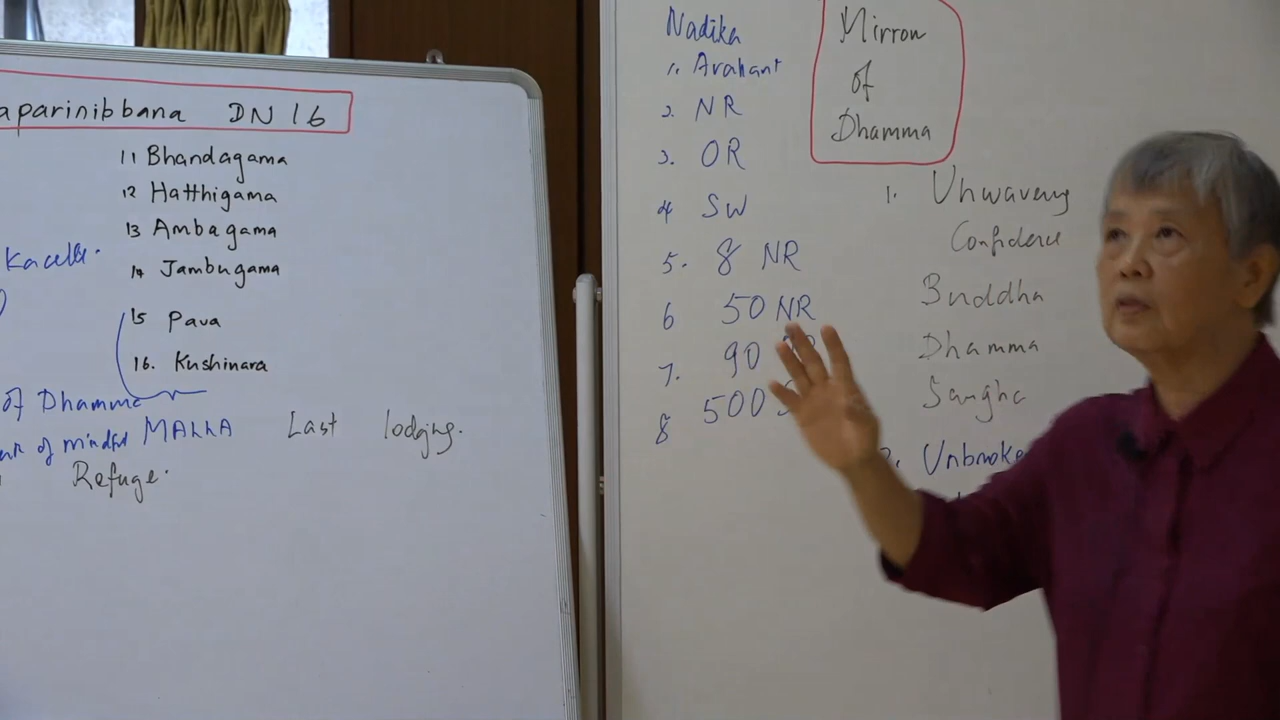 aparinibbana DN 16
11 Bhandagama
12 Hatthigama
13 Ambagama
14 Jambugama
15 Pava
16. Kushinara
of Dhamma
of mindful MALLA Last lodging.
Refuge.
Nadika
1. Arahant
2. NR
3. OR
4 SW
5. 8 NR
6 50 NR
7. 90
8 500
Mirror
of
Dhamma
1. Unwavering
Confidence
Buddha
Dhamma
Sangha
Unbroke